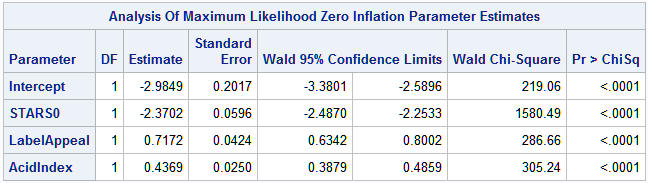 Analysis Of Maximum Likelihood Zero Inflation Parameter Estimates
Parameter DF Estimate Standard Error Wald 95% Confidence Limits Wald Chi-Square Pr > ChiSq
Intercept 1 -2.9849 0.2017 -3.3801 -2.5896 219.06 <.0001
STARS0 1 -2.3702 0.0596 -2.4870 -2.2533 1580.49 <.0001
LabelAppeal 1 0.7172 0.0424 0.6342 0.8002 286.66 <.0001
AcidIndex 1 0.4369 0.0250 0.3879 0.4859 305.24 <.0001